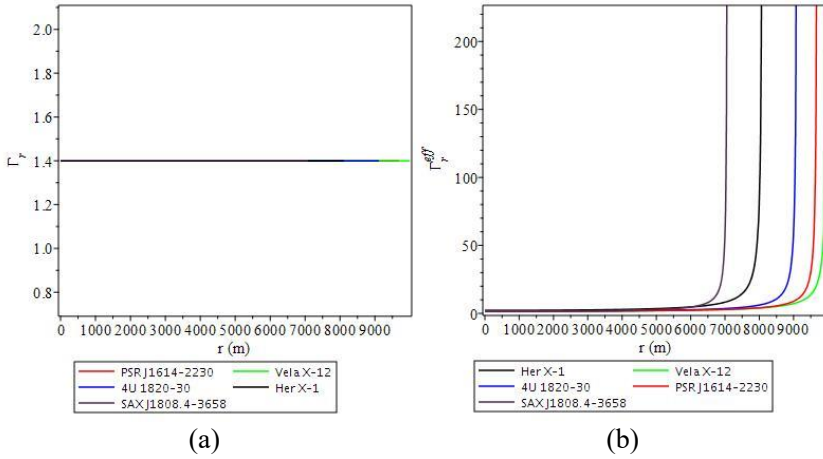 2.0
1.8
1.6
Γr
1.4
1.2
1.0
0.8
0 1000 2000 3000 4000 5000 6000 7000 8000 9000
r (m)
PSR J1614-2230 Vela X-12
4U 1820-30 Her X-1
SAX J1808.4-3658
(a)
200
150
Γr^eff
100
50
0
0 1000 2000 3000 4000 5000 6000 7000 8000 9000
r (m)
Her X-1 Vela X-12
4U 1820-30 PSR J1614-2230
SAX J1808.4-3658
(b)